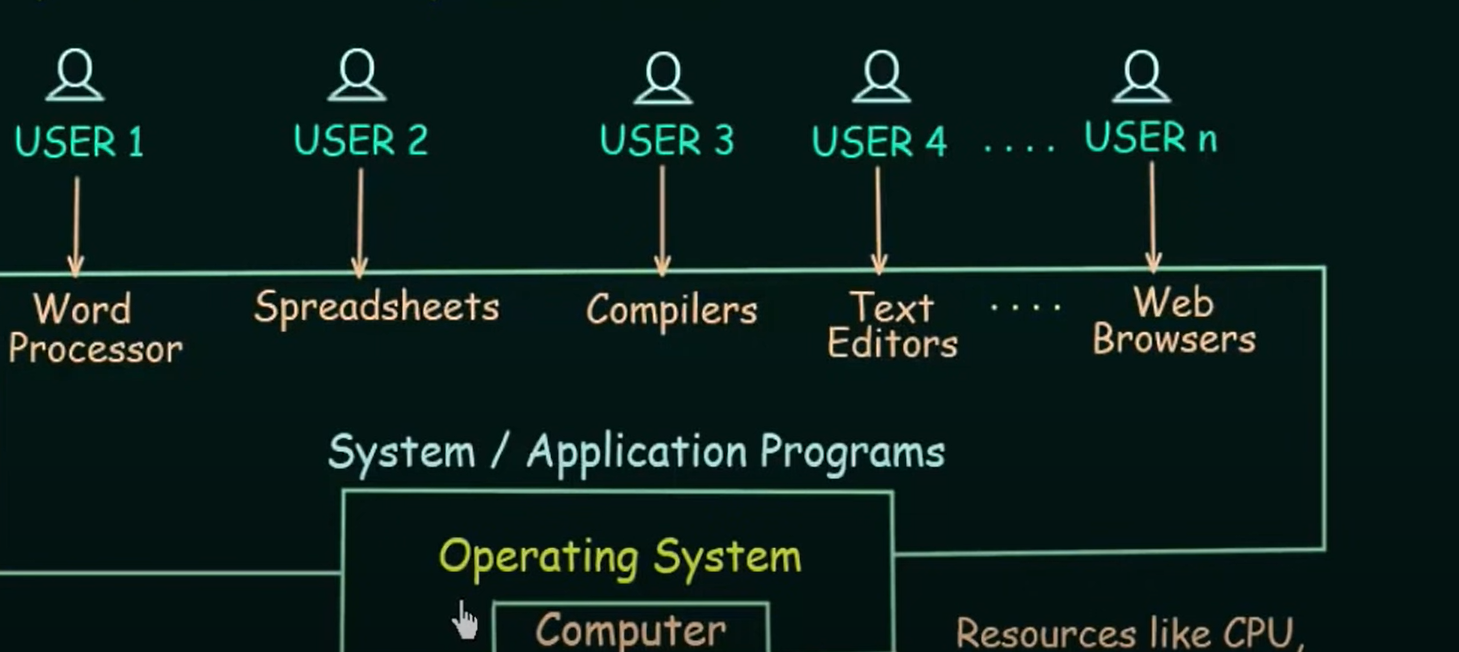 USER 1 USER 2 USER 3 USER 4 .... USER n
Word Processor
Spreadsheets
Compilers
Text Editors
....
Web Browsers
System / Application Programs
Operating System
Computer
Resources like CPU,